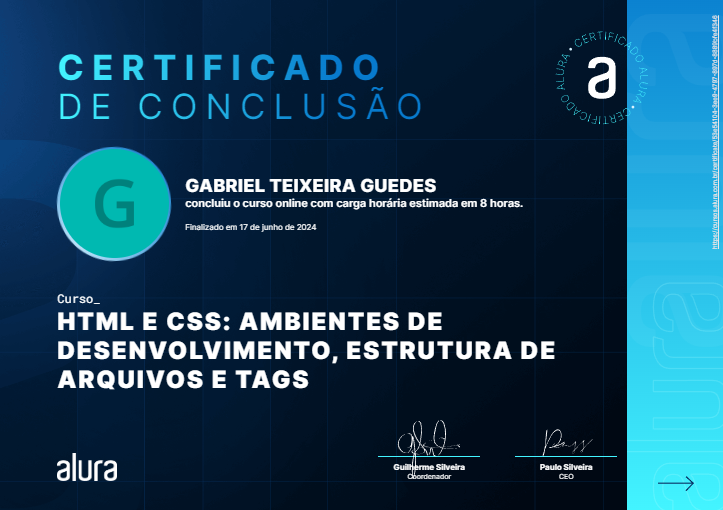 CERTIFICADO
DE CONCLUSÃO
CERTIFICADO ALURA • CERTIFICADO ALURA •
a
G
GABRIEL TEIXEIRA GUEDES
concluiu o curso online com carga horária estimada em 8 horas.
Finalizado em 17 de junho de 2024
Curso_
HTML E CSS: AMBIENTES DE
DESENVOLVIMENTO, ESTRUTURA DE
ARQUIVOS E TAGS
alura
Guilherme Silveira
Coordenador
Paulo Silveira
CEO
alura